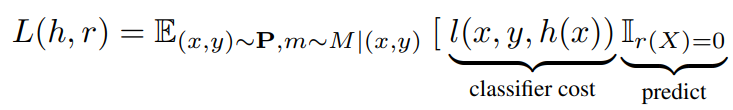 L(h, r) = 𝔼_{(x,y)∼𝐏,m∼M|(x,y)} [ l(x, y, h(x)) 𝕀_{r(X)=0}
classifier cost predict